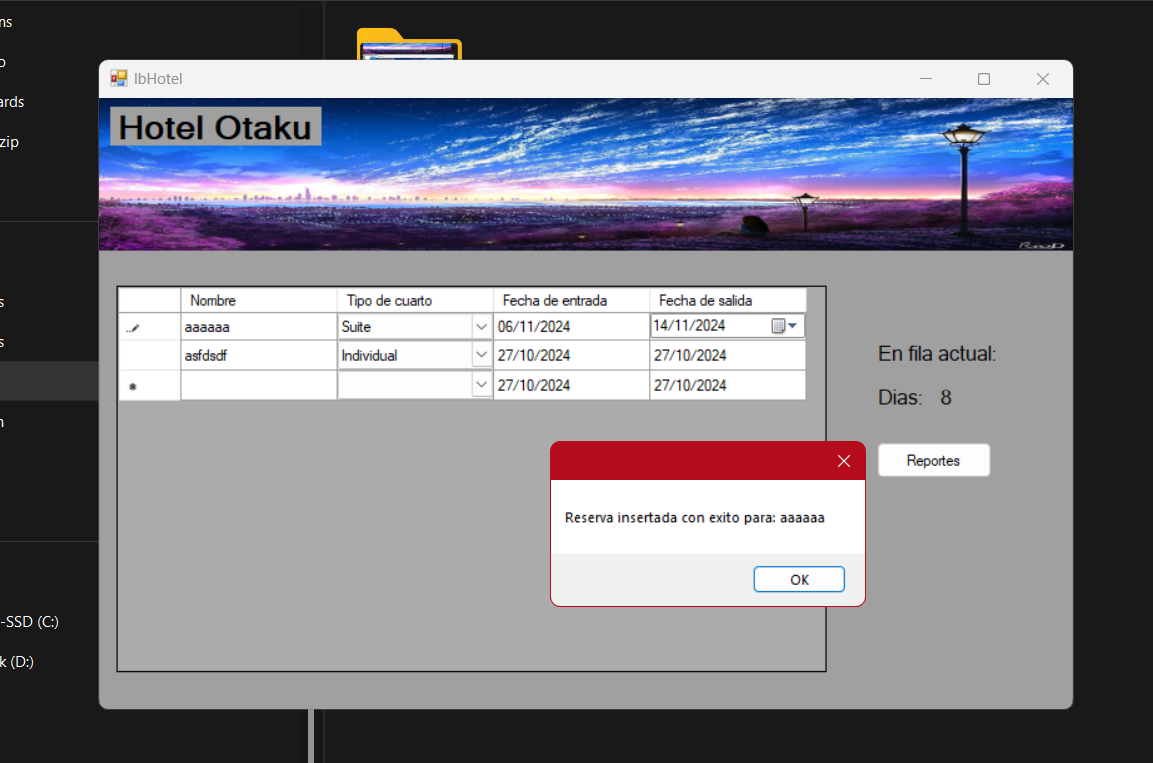 ns
o
ards
zip
s
s
n
-SSD (C:)
k (D:)
lbHotel
Hotel Otaku
Nombre Tipo de cuarto Fecha de entrada Fecha de salida
aaaaaa Suite 06/11/2024 14/11/2024
asfdsdf Individual 27/10/2024 27/10/2024
27/10/2024 27/10/2024
En fila actual:
Dias: 8
Reportes
Reserva insertada con exito para: aaaaaa
OK